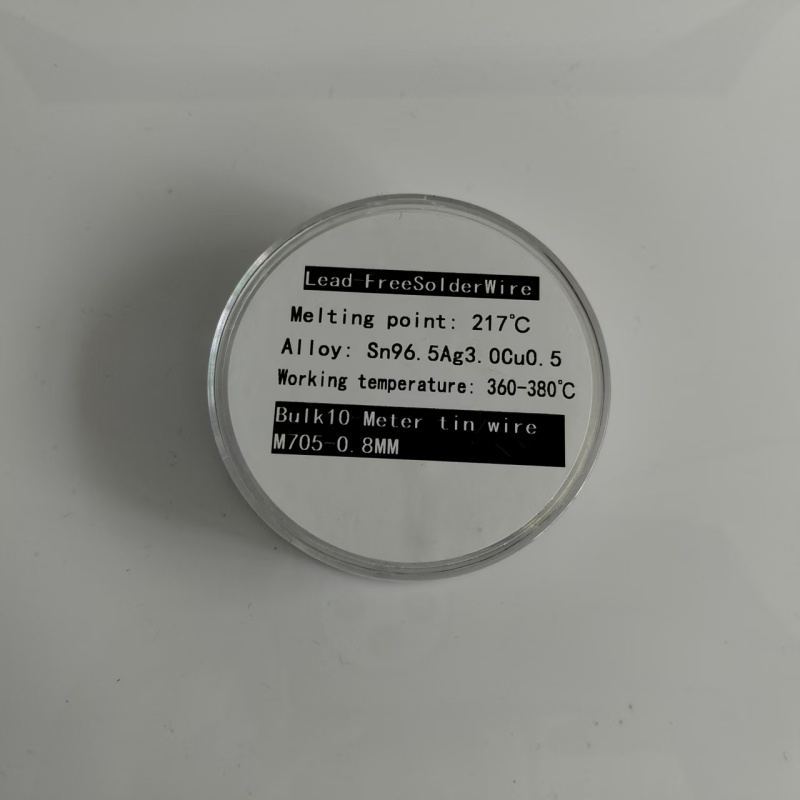 Lead-FreeSolderWire
Melting point: 217℃
Alloy: Sn96.5Ag3.0Cu0.5
Working temperature: 360-380℃
Bulk10 Meter tin wire
M705-0.8MM